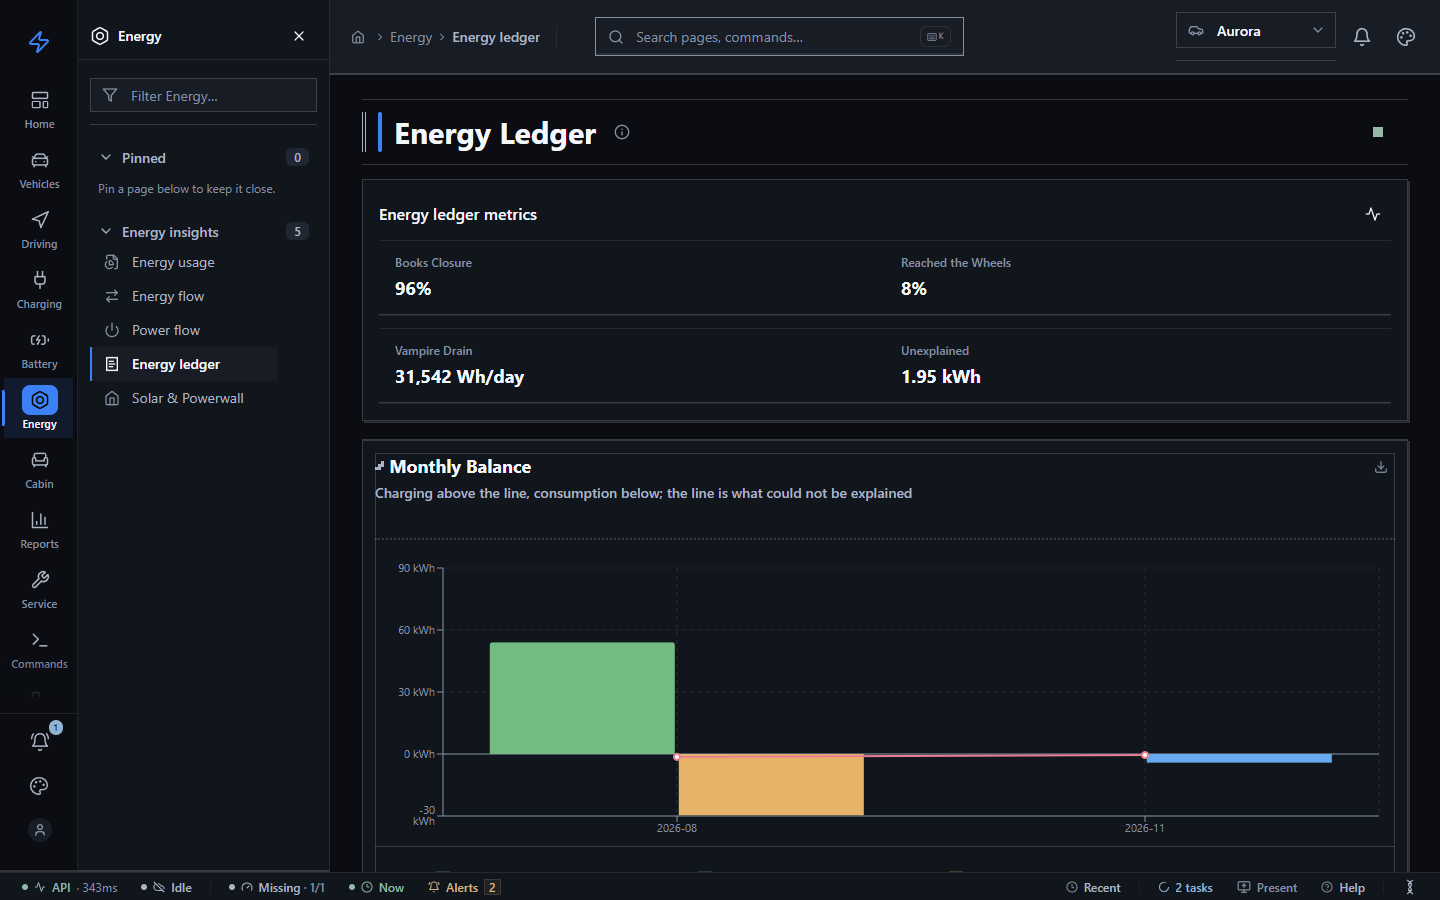 Energy
Energy
Energy ledger
Search pages, commands...
K
Aurora
Home
Vehicles
Driving
Charging
Battery
Energy
Cabin
Reports
Service
Commands
1
Filter Energy...
Pinned
0
Pin a page below to keep it close.
Energy insights
5
Energy usage
Energy flow
Power flow
Energy ledger
Solar & Powerwall
Energy Ledger
Energy ledger metrics
Books Closure
96%
Reached the Wheels
8%
Vampire Drain
31,542 Wh/day
Unexplained
1.95 kWh
Monthly Balance
Charging above the line, consumption below; the line is what could not be explained
90 kWh
60 kWh
30 kWh
0 kWh
-30
kWh
2026-08
2026-11
API · 343ms
Idle
Missing · 1/1
Now
Alerts 2
Recent
2 tasks
Present
Help